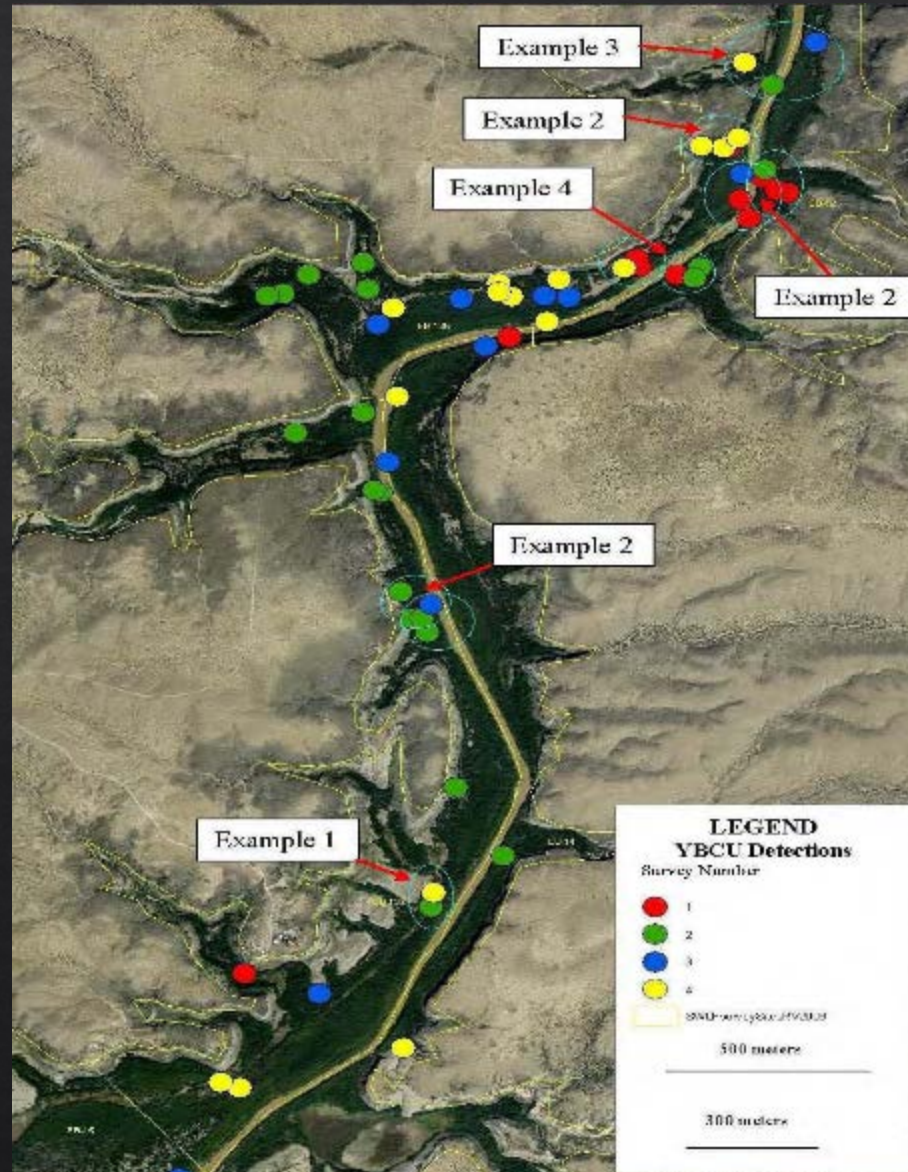 Example 3
Example 2
Example 4
Example 2
Example 2
Example 1
LEGEND
YBCU Detections
Survey Number
1
2
3
4
500 meters
300 meters